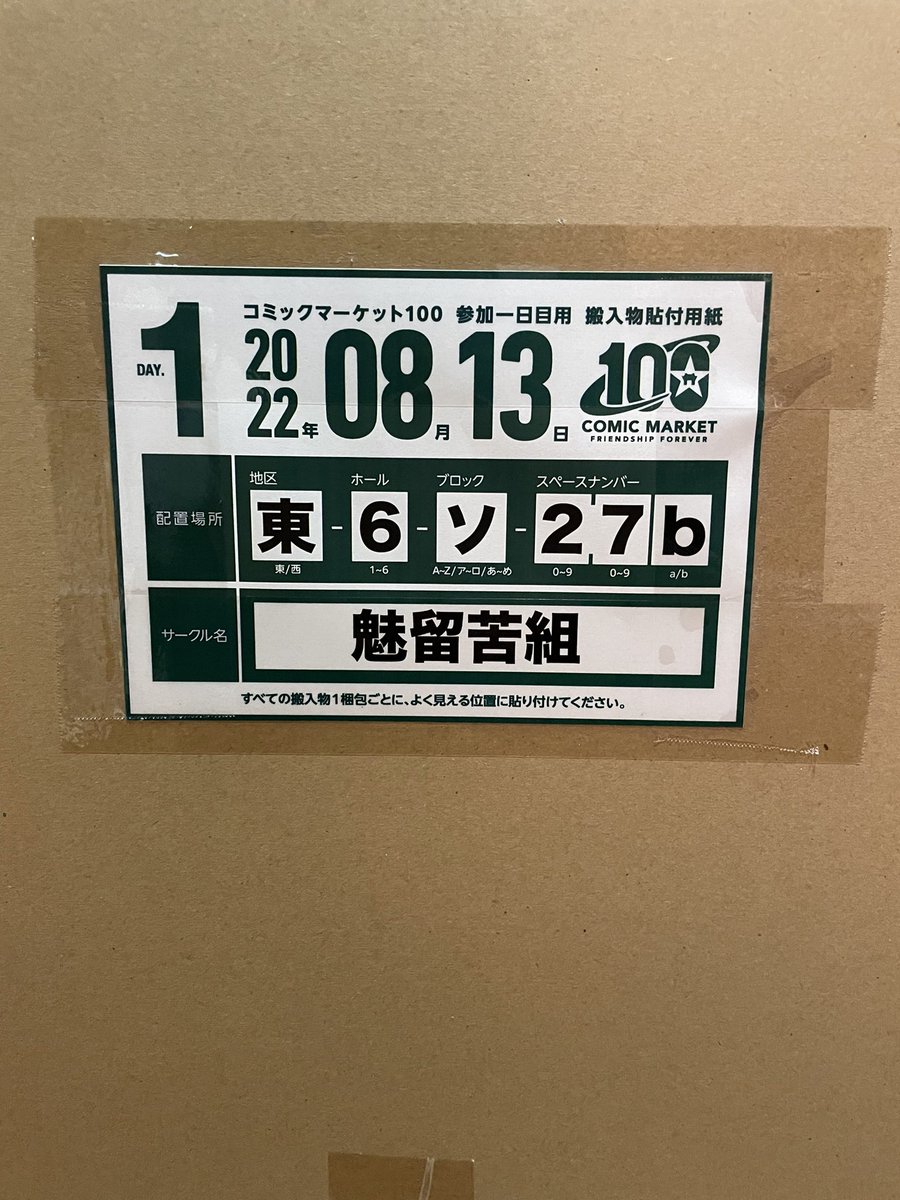 コミックマーケット100 参加一日目用 搬入物貼付用紙
DAY. 1 2022年08月13日 100
COMIC MARKET
FRIENDSHIP FOREVER
地区 ホール ブロック スペースナンバー
配置場所 東-6-ソ-27b
東/西 1~6 A~Z/ア~ロ/あ~め 0~9 0~9 a/b
サークル名 魅留苦組
すべての搬入物1梱包ごとに、よく見える位置に貼り付けてください。